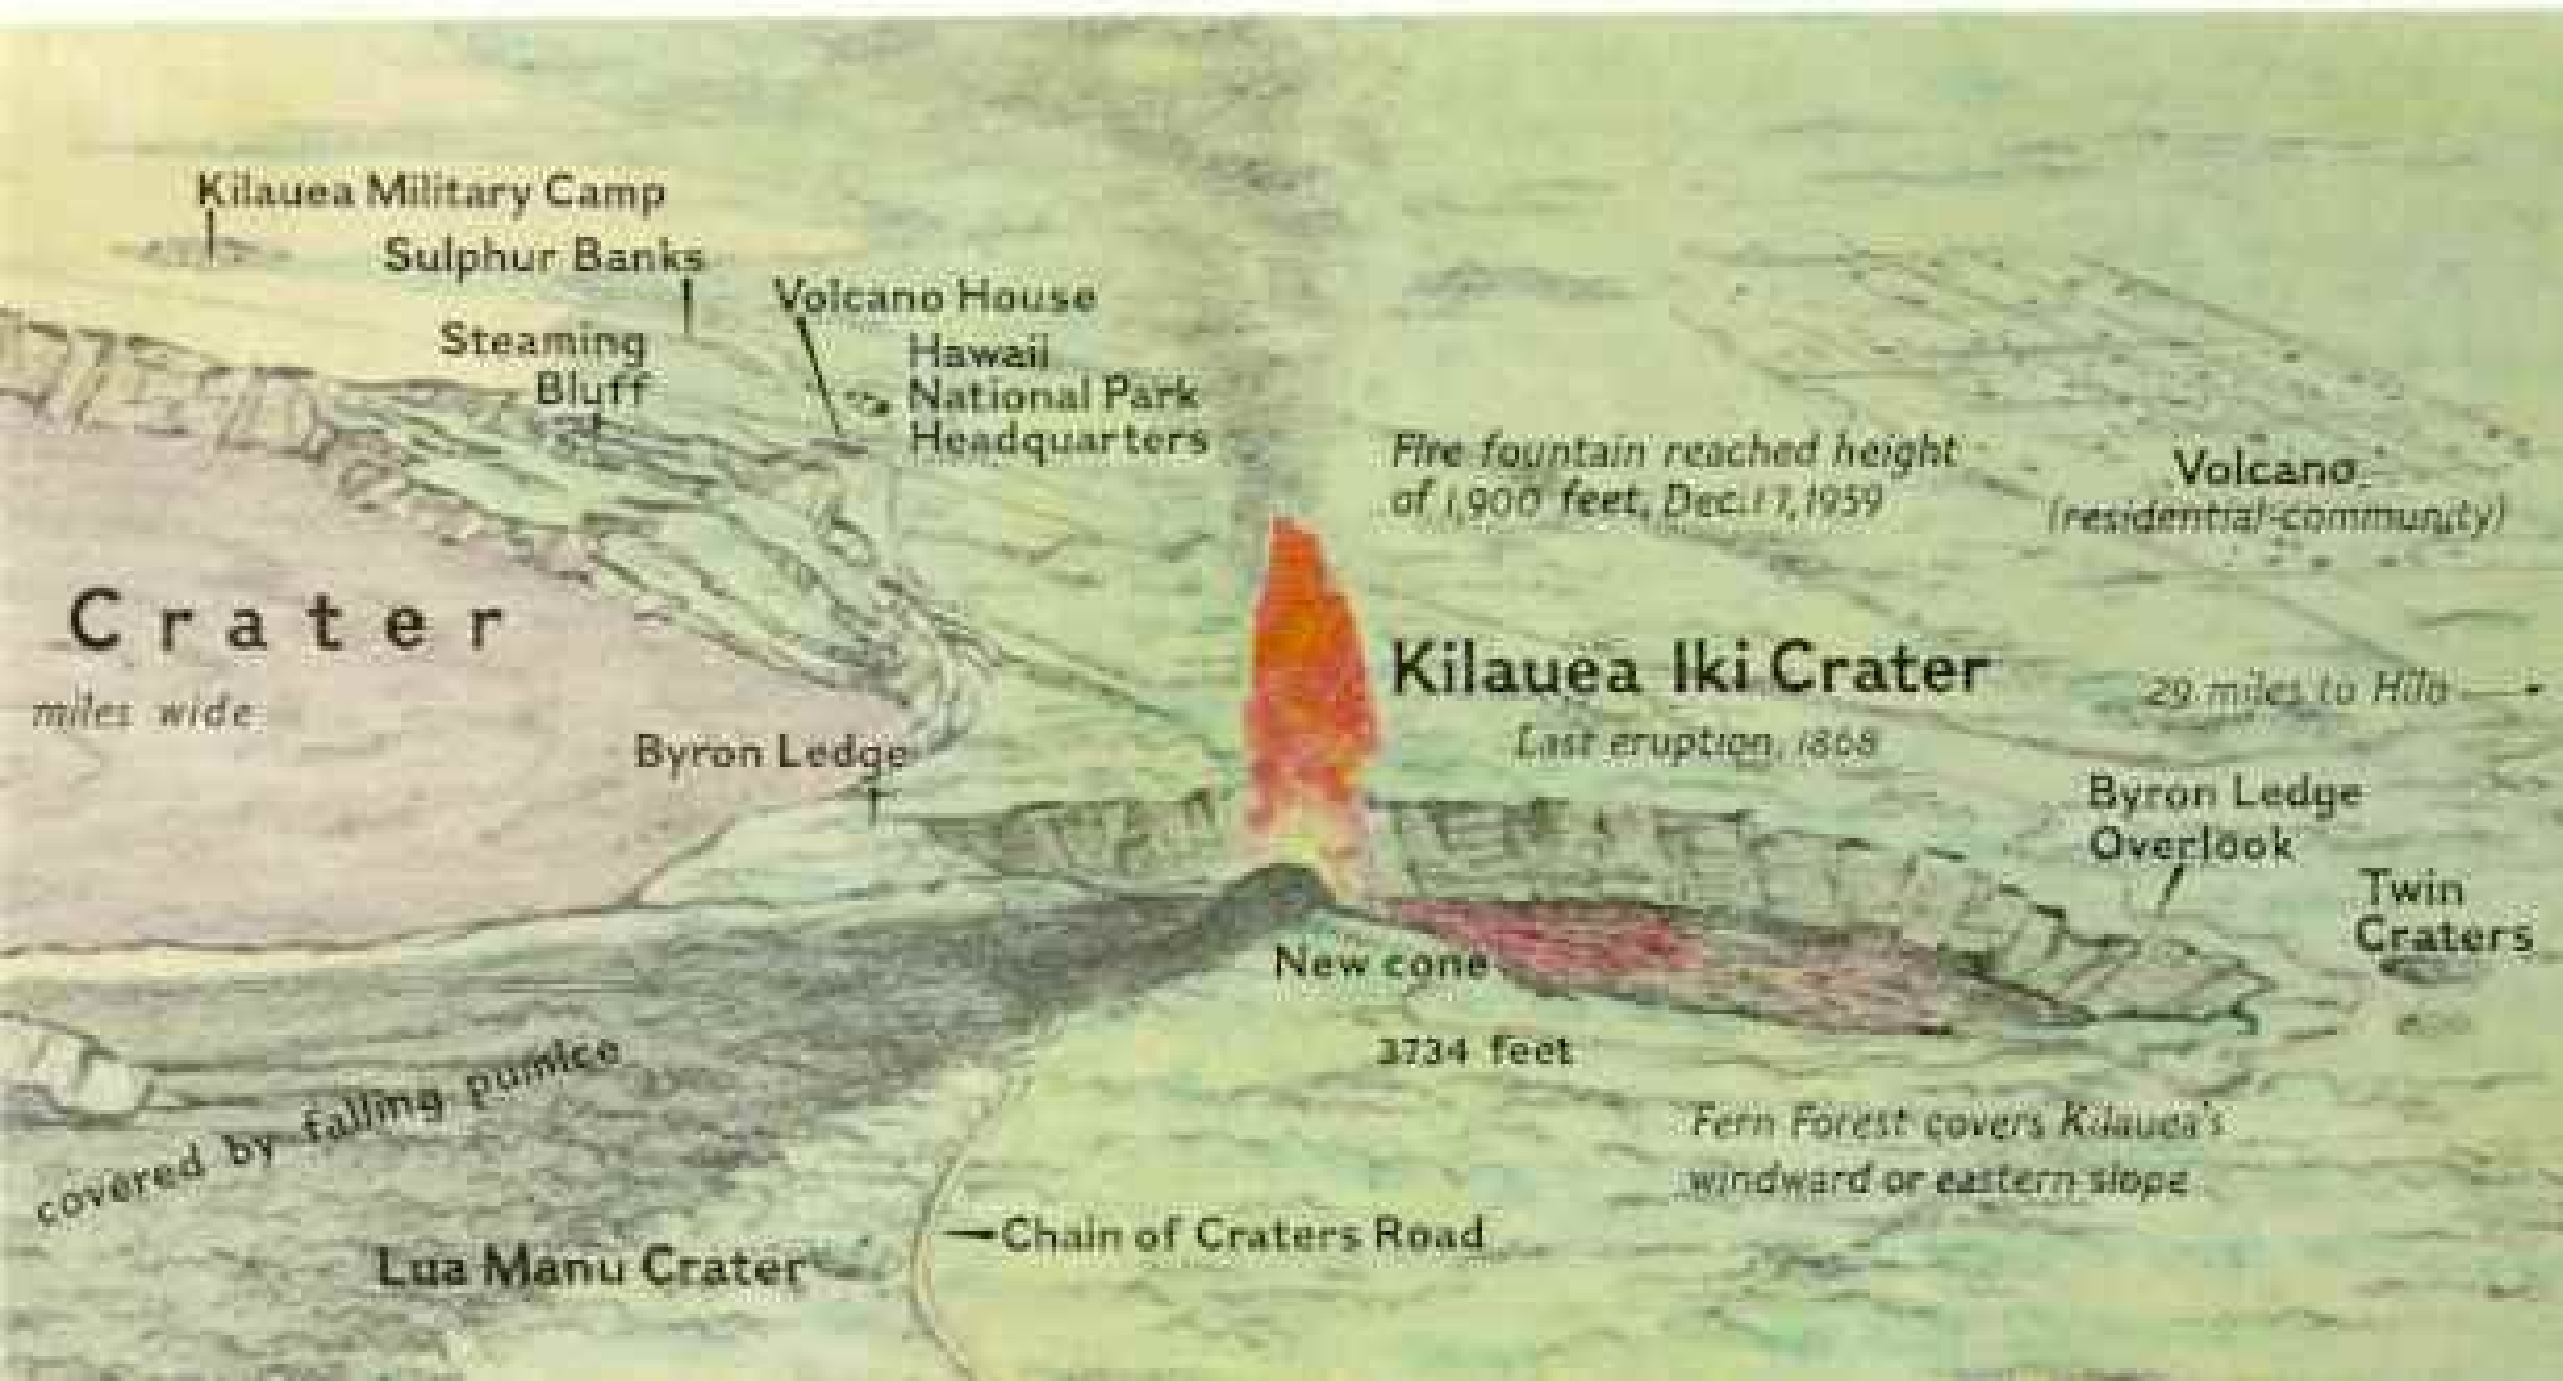 Kilauea Military Camp
Sulphur Banks
Volcano House
Steaming
Bluff
Hawaii
National Park
Headquarters
Fire fountain reached height
of 1,900 feet, Dec. 17, 1959
Volcano
(residential community)
Crater
miles wide
Byron Ledge
Kilauea Iki Crater
Last eruption, 1868
29 miles to Hilo
Byron Ledge
Overlook
Twin
Craters
New cone
3734 feet
covered by falling pumice
Fern Forest covers Kilauea's
windward or eastern slope
Chain of Craters Road
Lua Manu Crater